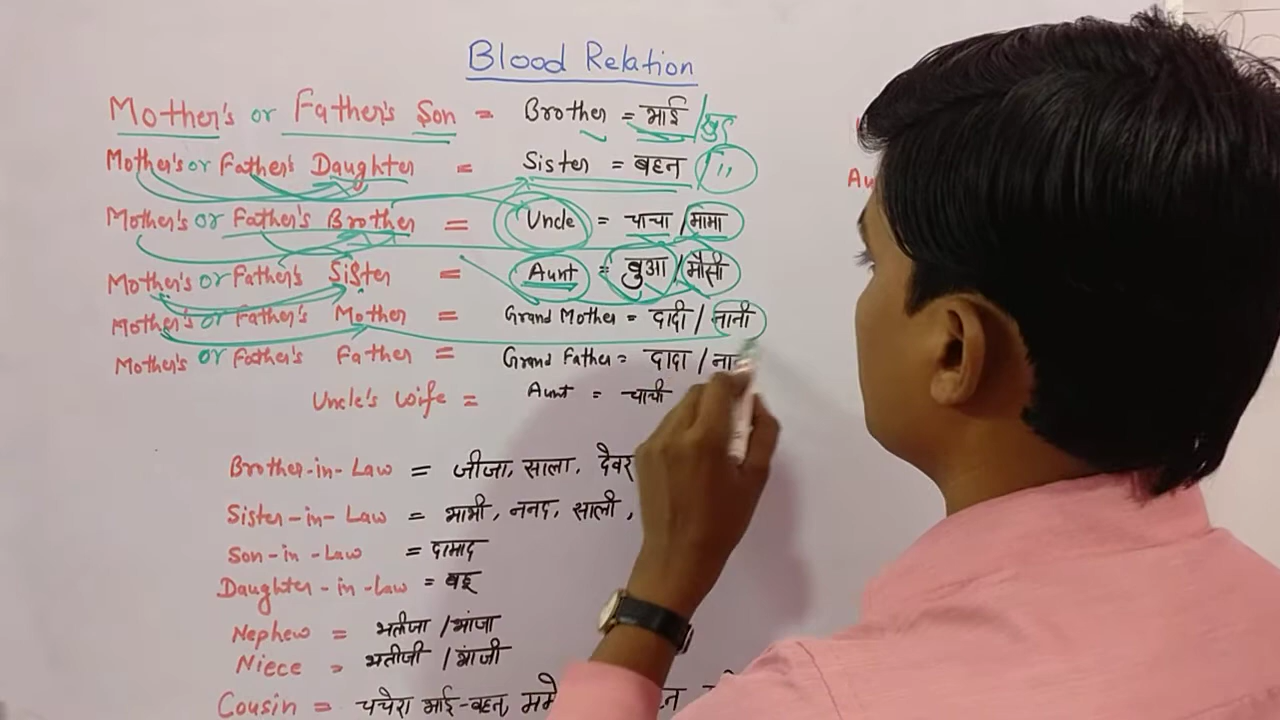 Blood Relation
Mother's or Father's Son = Brother = भाई / खुद
Mother's or Father's Daughter = Sister = बहन / ,,
Mother's or Father's Brother = Uncle = चाचा / मामा
Mother's or Father's Sister = Aunt = बुआ / मौसी
Mother's or Father's Mother = Grand Mother = दादी / नानी
Mother's or Father's Father = Grand Father = दादा /
Uncle's Wife = Aunt = चाची
Brother-in-Law = जीजा, साला, देवर
Sister-in-Law = भाभी, ननद, साली,
Son-in-Law = दामाद
Daughter-in-Law = बहू
Nephew = भतीजा / भांजा
Niece = भतीजी / भांजी
Cousin = चचेरा भाई-बहन,